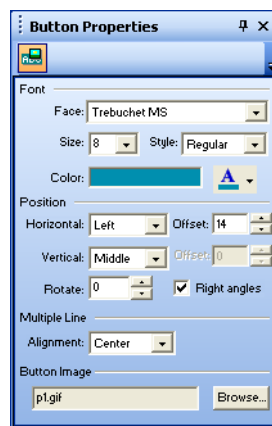 Button Properties
Abc
Font
Face: Trebuchet MS
Size: 8 Style: Regular
Color: A
Position
Horizontal: Left Offset: 14
Vertical: Middle Offset: 0
Rotate: 0 Right angles
Multiple Line
Alignment: Center
Button Image
p1.gif Browse...